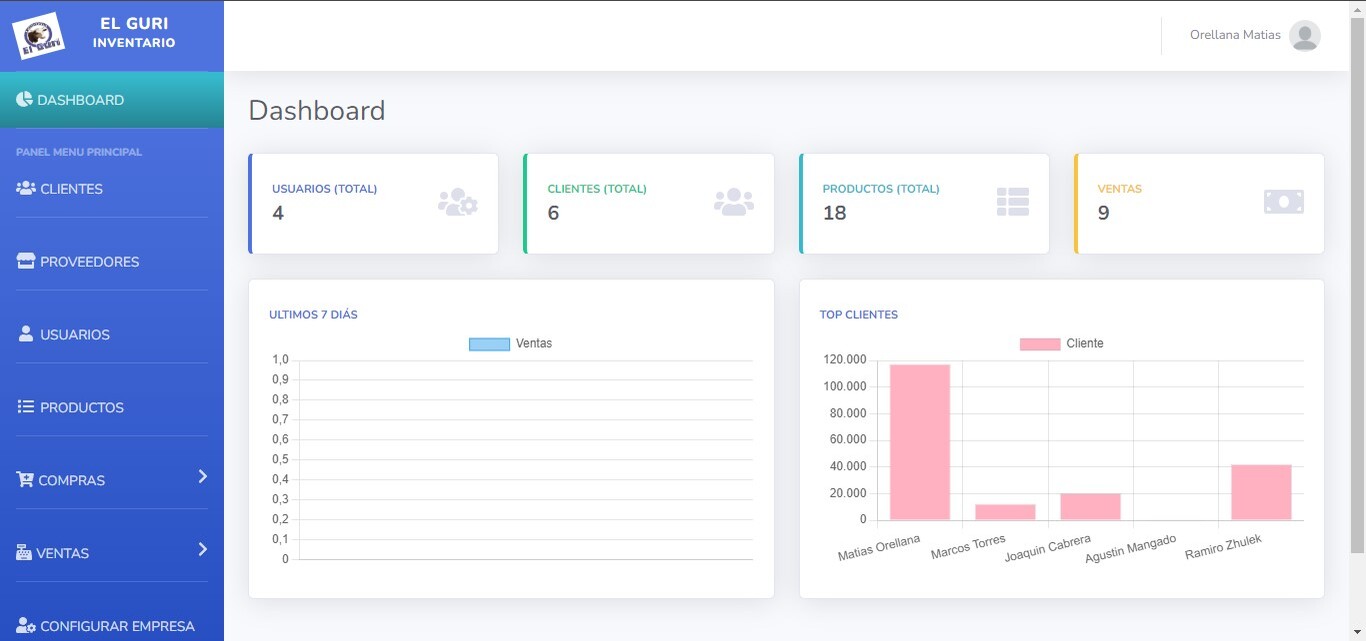 EL GURI
INVENTARIO
El Guri
Orellana Matias
DASHBOARD
PANEL MENU PRINCIPAL
CLIENTES
PROVEEDORES
USUARIOS
PRODUCTOS
COMPRAS
VENTAS
CONFIGURAR EMPRESA
Dashboard
USUARIOS (TOTAL)
4
CLIENTES (TOTAL)
6
PRODUCTOS (TOTAL)
18
VENTAS
9
ULTIMOS 7 DIÁS
Ventas
1,0
0,9
0,8
0,7
0,6
0,5
0,4
0,3
0,2
0,1
0
TOP CLIENTES
Cliente
120.000
100.000
80.000
60.000
40.000
20.000
0
Matias Orellana
Marcos Torres
Joaquin Cabrera
Agustin Mangado
Ramiro Zhulek